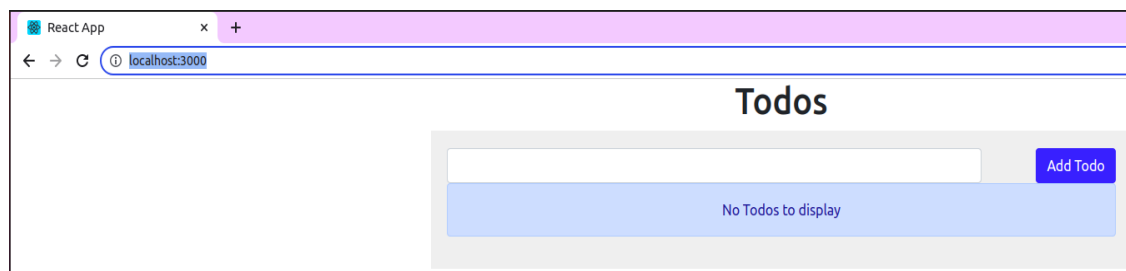 React App
localhost:3000
Todos
Add Todo
No Todos to display